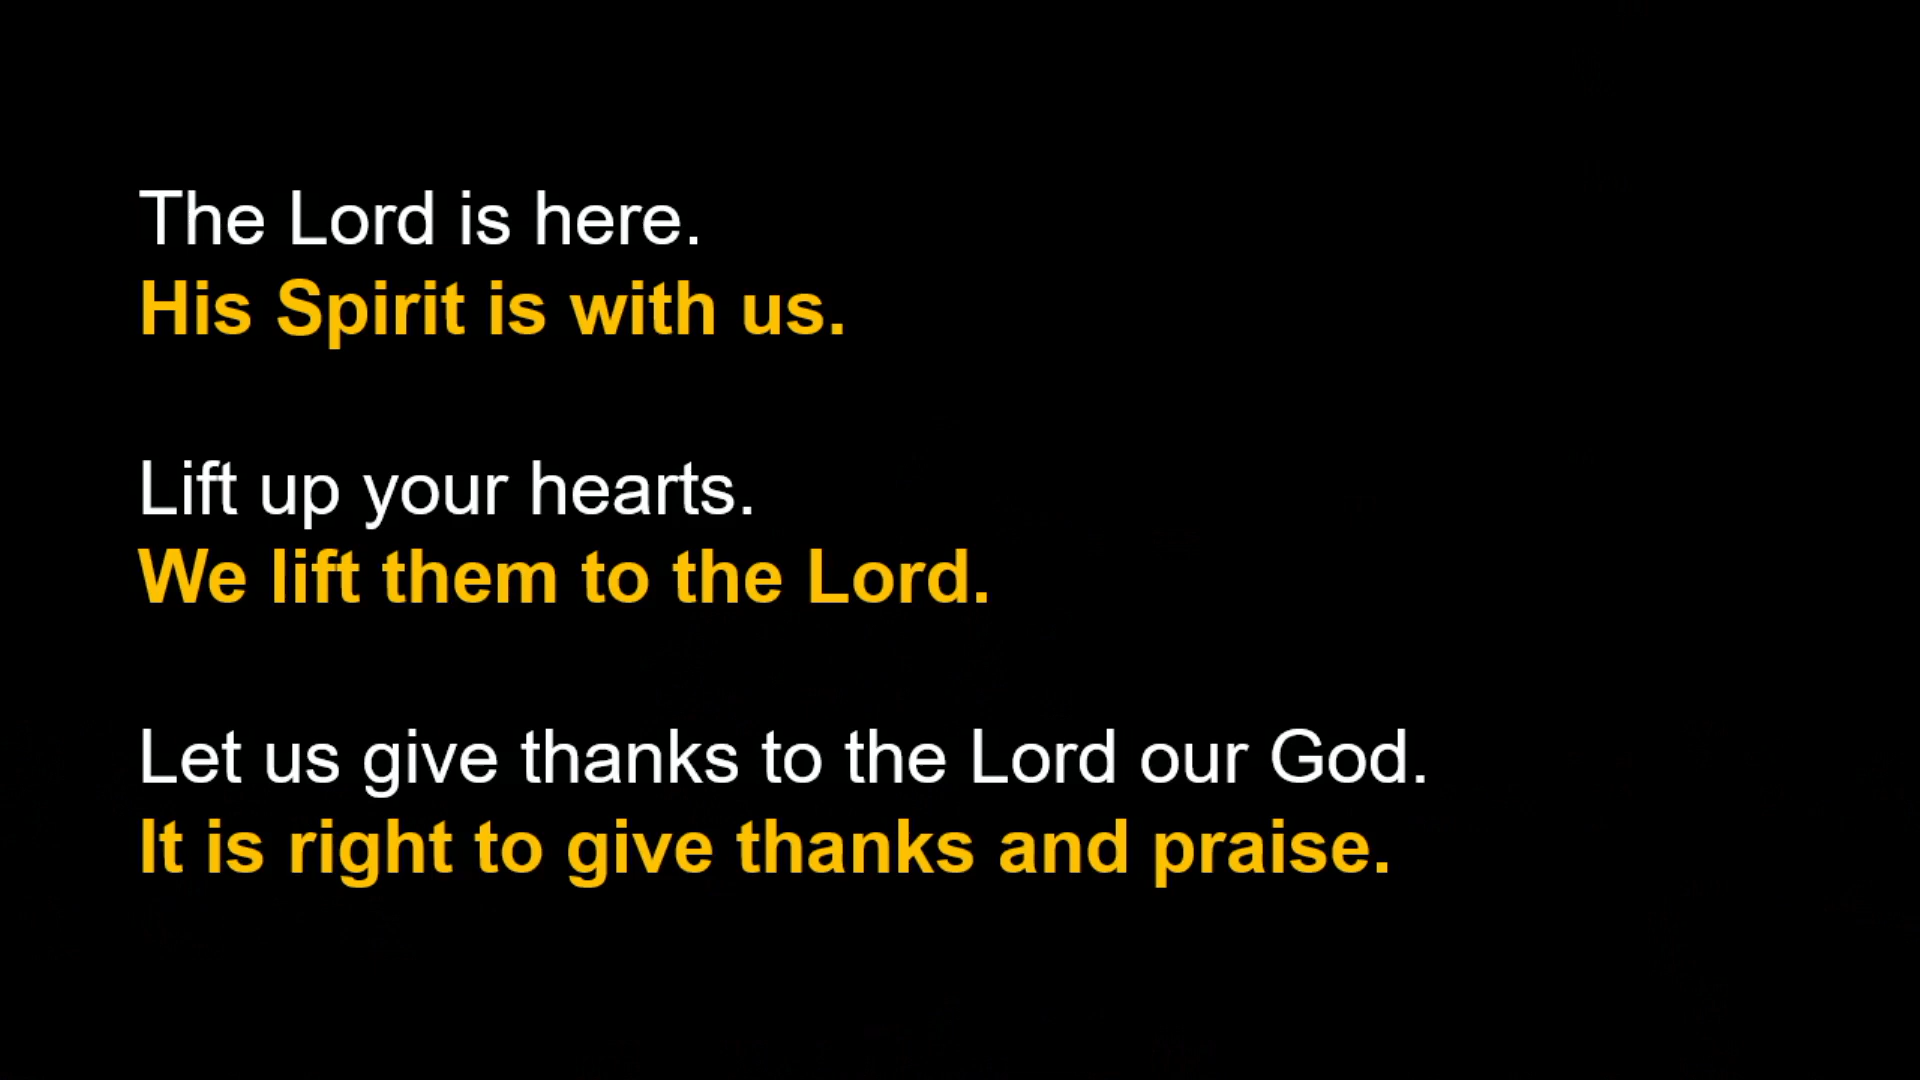 The Lord is here.
His Spirit is with us.
Lift up your hearts.
We lift them to the Lord.
Let us give thanks to the Lord our God.
It is right to give thanks and praise.